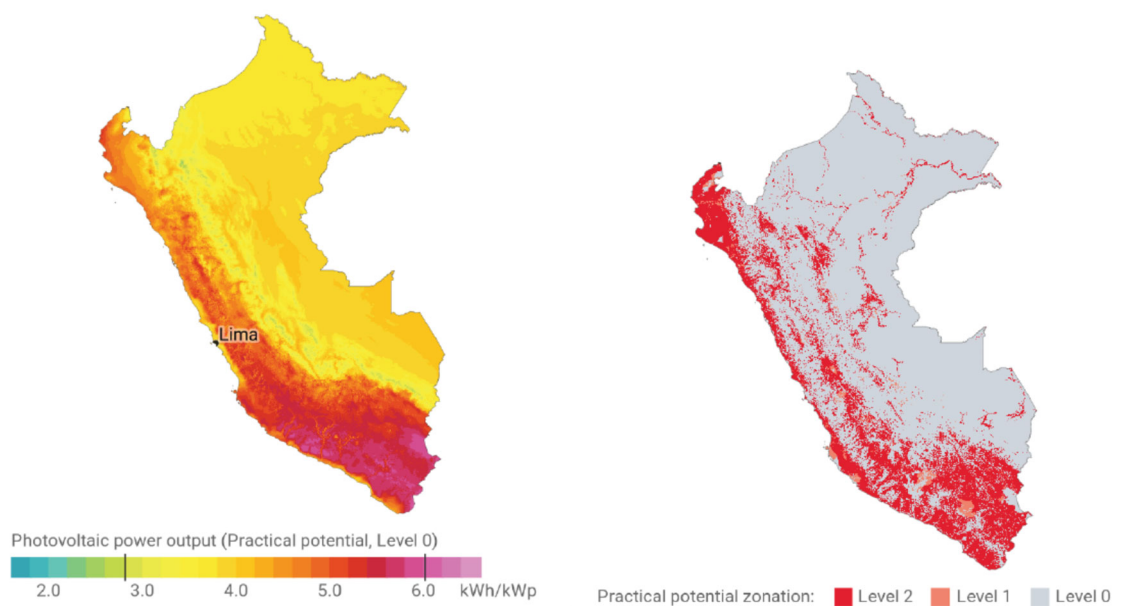 Lima
Photovoltaic power output (Practical potential, Level 0)
2.0 3.0 4.0 5.0 6.0 kWh/kWp
Practical potential zonation: Level 2 Level 1 Level 0